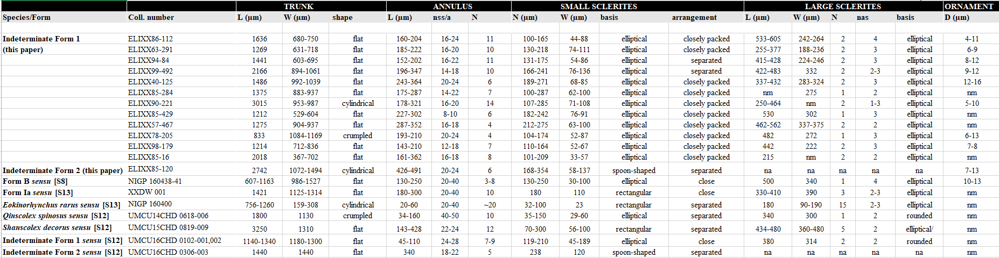 TRUNK ANNULUS SMALL SCLERITES LARGE SCLERITES ORNAMENT
Species/Form Coll. number L (µm) W (µm) shape L (µm) nss/a N N (µm) W (µm) basis arrangement L (µm) W (µm) N nas basis D (µm)
Indeterminate Form 1 ELIXX86-112 1636 680-750 flat 160-204 16-24 11 100-165 44-88 elliptical closely packed 533-605 242-264 2 4 elliptical 4-11
(this paper) ELIXX63-291 1269 631-718 flat 185-222 16-20 10 130-218 74-111 elliptical closely packed 255-377 188-236 2 3 elliptical 6-9
ELIXX94-84 1441 603-695 flat 152-202 16-22 11 131-175 54-86 elliptical separated 415-428 224-246 2 3 elliptical 8-12
ELIXX99-492 2166 894-1061 flat 196-347 14-18 10 166-241 76-136 elliptical separated 422-483 332 2 2-3 elliptical 9-12
ELIXX40-125 1486 992-1039 flat 243-364 20-24 6 189-271 68-85 elliptical closely packed 337-432 283-324 2 3 elliptical 12-16
ELIXX85-284 1375 883-937 flat 175-287 14-22 7 100-287 62-100 elliptical closely packed nm 275 1 2 elliptical nm
ELIXX90-221 3015 953-987 cylindrical 178-321 16-20 14 107-285 71-108 elliptical closely packed 250-464 nm 2 1-3 elliptical 5-10
ELIXX85-429 1212 529-604 flat 227-302 8-10 6 182-242 76-91 elliptical closely packed 530 302 1 3 elliptical nm
ELIXX57-467 1275 904-937 flat 287-352 16-18 4 212-275 63-100 elliptical closely packed 462-562 337-375 2 2 elliptical nm
ELIXX78-205 833 1084-1169 crumpled 193-210 20-24 4 104-174 52-87 elliptical closely packed 482 272 1 3 elliptical 6-13
ELIXX98-179 1214 712-836 flat 143-210 12-18 7 110-164 52-67 elliptical closely packed 442 222 2 3 elliptical 7-8
ELIXX85-16 2018 367-702 flat 161-362 16-18 8 101-209 33-57 elliptical closely packed 215 nm 2 2 elliptical nm
Indeterminate Form 2 (this paper) ELIXX85-120 2742 1072-1494 cylindrical 426-491 20-24 6 168-354 58-137 spoon-shaped separated na na na na na 7-13
Form B sensu [S8] NIGP 160438-41 607-1163 986-1527 flat 130-250 20-40 3-8 130-250 30-100 elliptical close 500 340 1 4 elliptical 10-13
Form Ia sensu [S13] XXDW 001 1421 1125-1314 flat 180-300 20-40 10 180 110 rectangular close 330-410 390 3 2-3 elliptical nm
Eokinorhynchus rarus sensu [S13] NIGP 160400 756-1260 159-308 cylindrical 20-60 20-40 ~20 32-100 23 rectangular separated 180 90-190 15 2-3 elliptical nm
Qinscolex spinosus sensu [S12] UMCU14CHD 0618-006 1800 1130 crumpled 34-160 40-50 10 35-150 29-60 elliptical separated 340 300 1 2 rounded nm
Shanscolex decorus sensu [S12] UMCU15CHD 0819-009 3250 1310 flat 143-428 22-24 12 70-300 56-100 rectangular separated 434-480 360-480 5 2 elliptical/ nm
Indeterminate Form 1 sensu [S12] UMCU16CHD 0102-001,002 1140-1340 1180-1300 flat 45-110 24-28 7-9 119-210 45-189 elliptical close 380 314 2 2 rounded nm
Indeterminate Form 2 sensu [S12] UMCU16CHD 0306-003 1440 1440 flat 340 18-22 5 238 120 spoon-shaped separated na na na na na nm